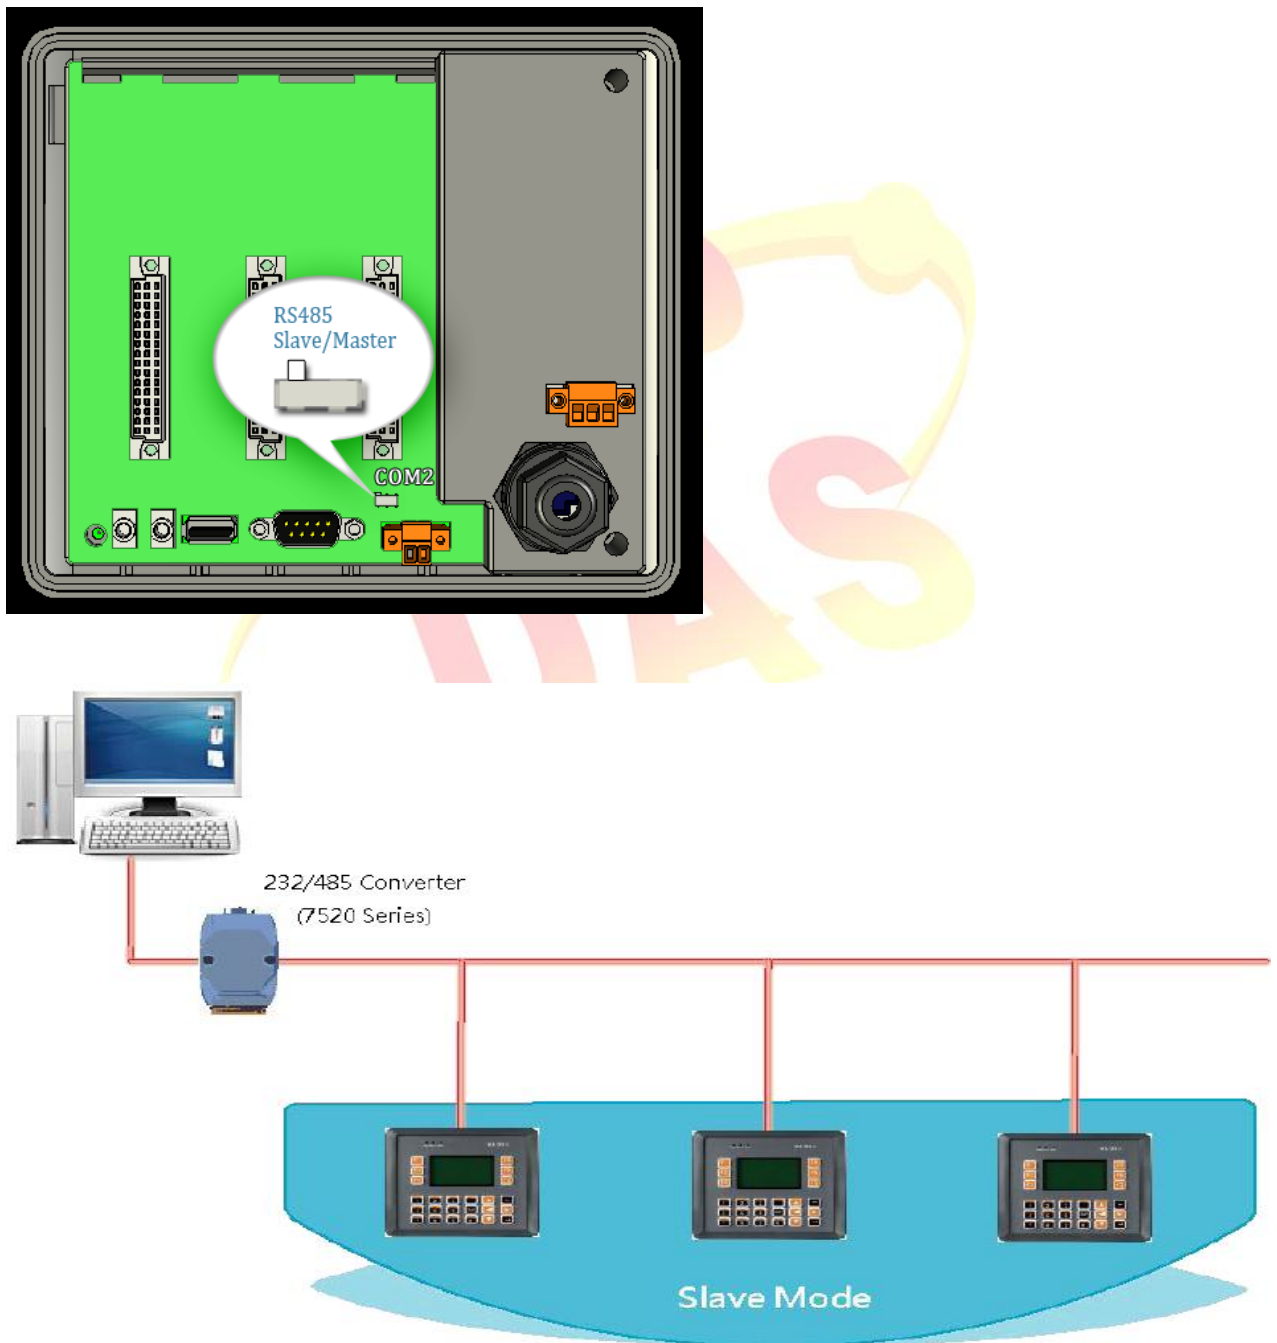 RS485
Slave/Master
COM2
232/485 Converter
(7520 Series)
Slave Mode